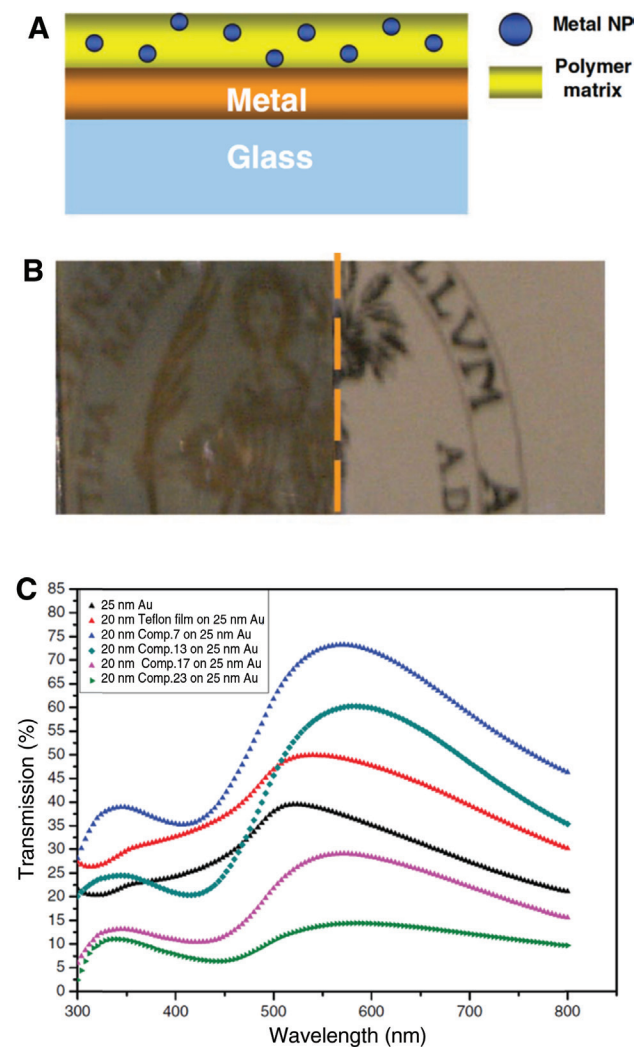 A
Metal NP
Polymer
matrix
Metal
Glass
B
LLVM A
AD
C
25 nm Au
20 nm Teflon film on 25 nm Au
20 nm Comp.7 on 25 nm Au
20 nm Comp.13 on 25 nm Au
20 nm Comp.17 on 25 nm Au
20 nm Comp.23 on 25 nm Au
Transmission (%)
85
80
75
70
65
60
55
50
45
40
35
30
25
20
15
10
5
0
300 400 500 600 700 800
Wavelength (nm)